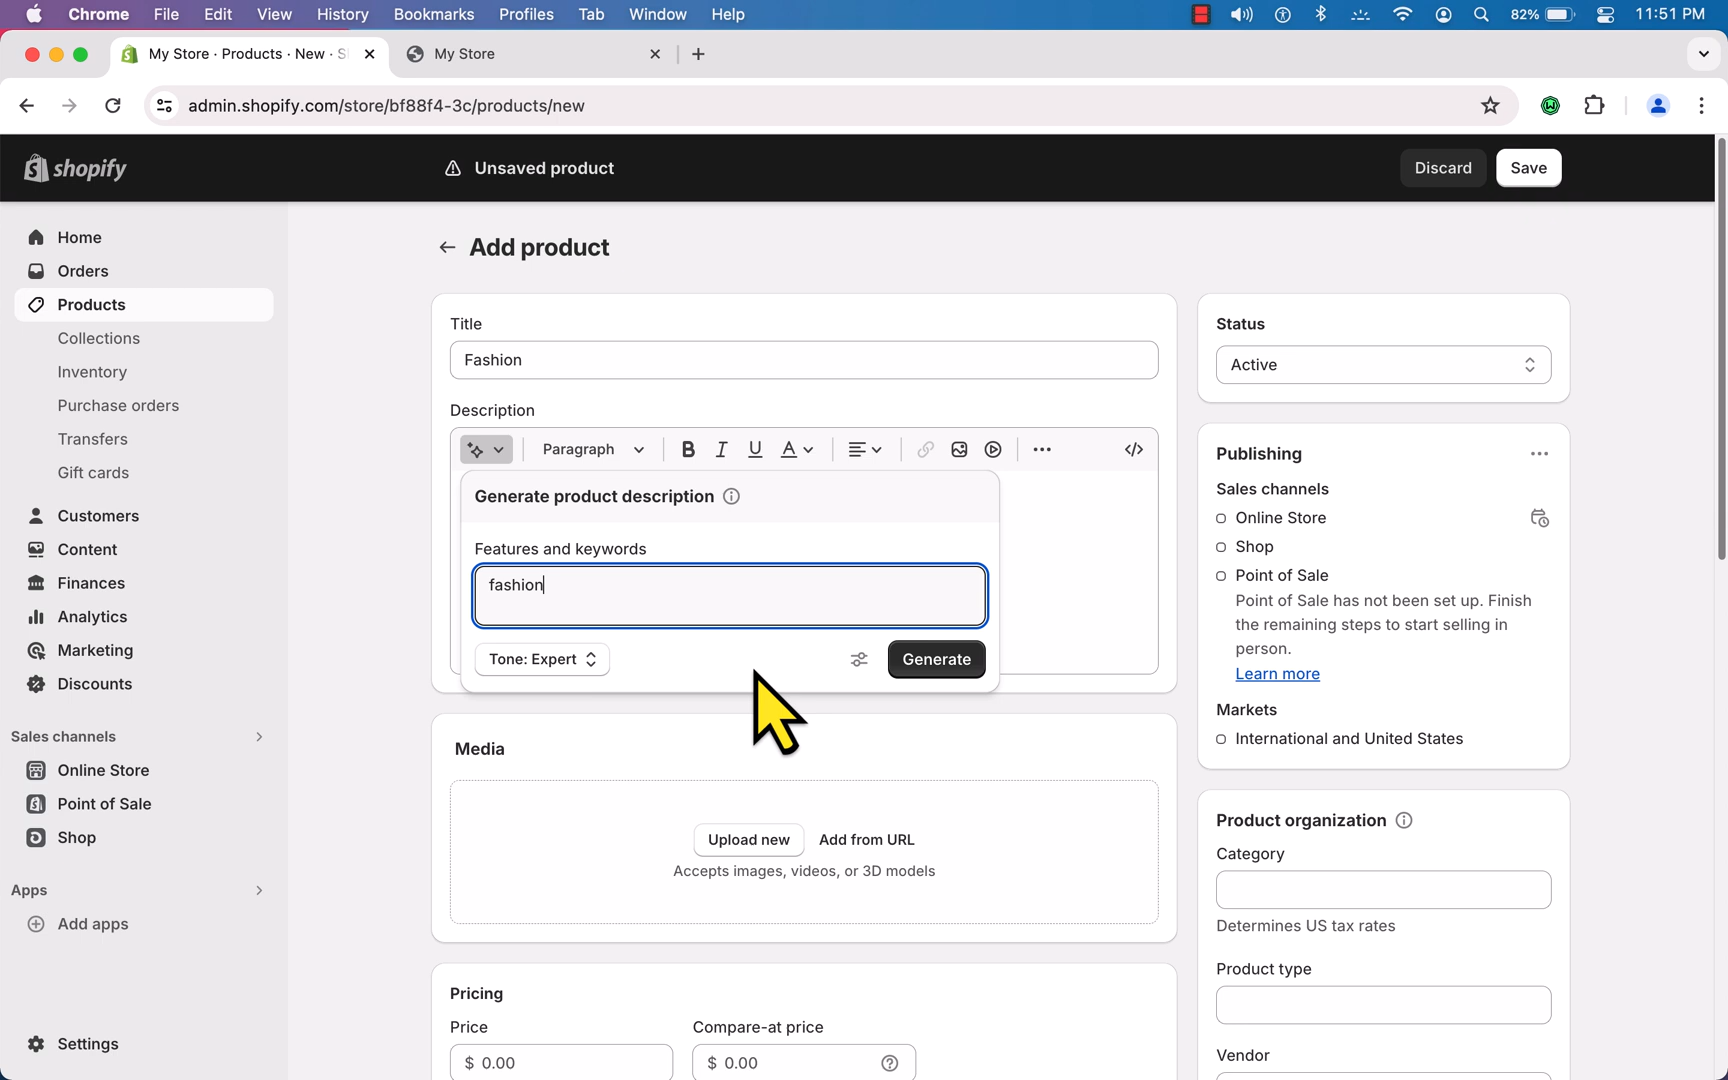 Chrome File Edit View History Bookmarks Profiles Tab Window Help 82% 11:51 PM
My Store · Products · New · S
My Store
admin.shopify.com/store/bf88f4-3c/products/new
shopify
Unsaved product
Discard
Save
Home
Orders
Products
Collections
Inventory
Purchase orders
Transfers
Gift cards
Customers
Content
Finances
Analytics
Marketing
Discounts
Sales channels
Online Store
Point of Sale
Shop
Apps
Add apps
Settings
Add product
Title
Fashion
Description
Paragraph
Generate product description
Features and keywords
fashion
Tone: Expert
Generate
Media
Upload new
Add from URL
Accepts images, videos, or 3D models
Pricing
Price
Compare-at price
$ 0.00
$ 0.00
Status
Active
Publishing
Sales channels
Online Store
Shop
Point of Sale
Point of Sale has not been set up. Finish
the remaining steps to start selling in
person.
Learn more
Markets
International and United States
Product organization
Category
Determines US tax rates
Product type
Vendor